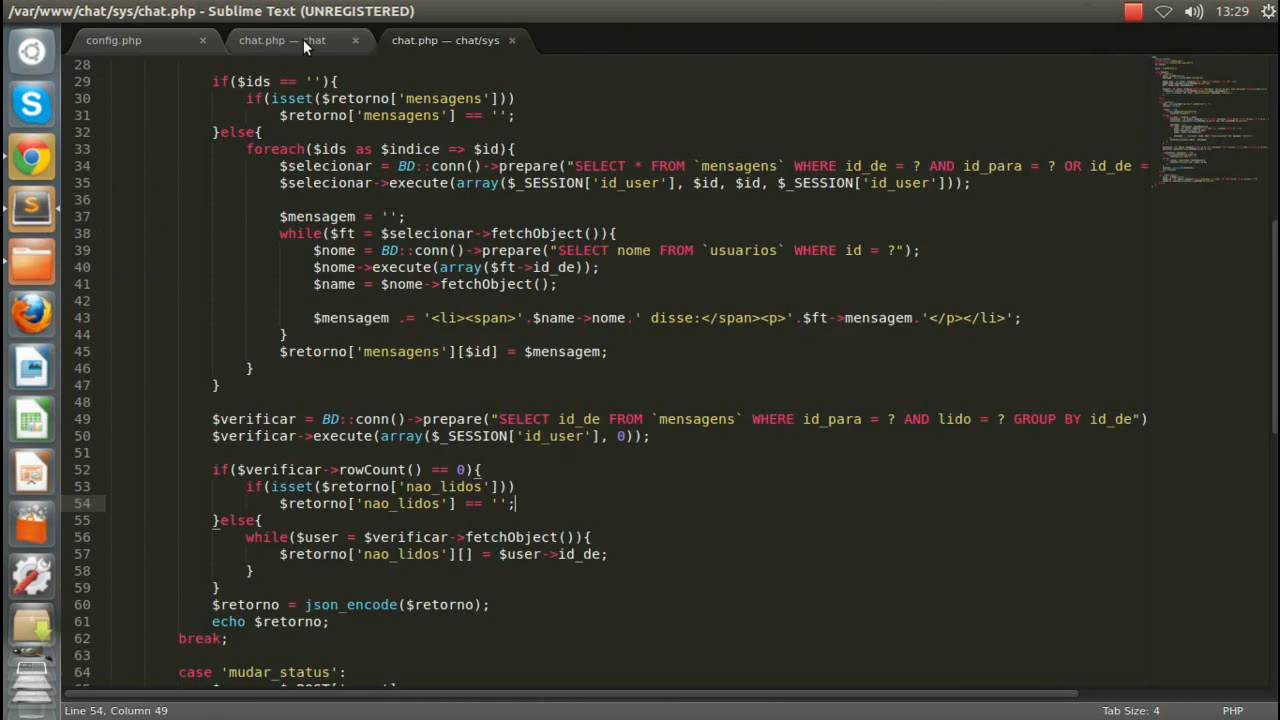 /var/www/chat/sys/chat.php - Sublime Text (UNREGISTERED)
13:29
config.php × chat.php — chat × chat.php — chat/sys ×
28
29 if($ids == ''){
30 if(isset($retorno['mensagens']))
31 $retorno['mensagens'] == '';
32 }else{
33 foreach($ids as $indice => $id){
34 $selecionar = BD::conn()->prepare("SELECT * FROM `mensagens` WHERE id_de = ? AND id_para = ? OR id_de =
35 $selecionar->execute(array($_SESSION['id_user'], $id, $id, $_SESSION['id_user']));
36
37 $mensagem = '';
38 while($ft = $selecionar->fetchObject()){
39 $nome = BD::conn()->prepare("SELECT nome FROM `usuarios` WHERE id = ?");
40 $nome->execute(array($ft->id_de));
41 $name = $nome->fetchObject();
42
43 $mensagem .= '<li><span>'.$name->nome.' disse:</span><p>'.$ft->mensagem.'</p></li>';
44 }
45 $retorno['mensagens'][$id] = $mensagem;
46 }
47 }
48
49 $verificar = BD::conn()->prepare("SELECT id_de FROM `mensagens` WHERE id_para = ? AND lido = ? GROUP BY id_de")
50 $verificar->execute(array($_SESSION['id_user'], 0));
51
52 if($verificar->rowCount() == 0){
53 if(isset($retorno['nao_lidos']))
54 $retorno['nao_lidos'] == '';
55 }else{
56 while($user = $verificar->fetchObject()){
57 $retorno['nao_lidos'][] = $user->id_de;
58 }
59 }
60 $retorno = json_encode($retorno);
61 echo $retorno;
62 break;
63
64 case 'mudar_status':
Line 54, Column 49
Tab Size: 4
PHP